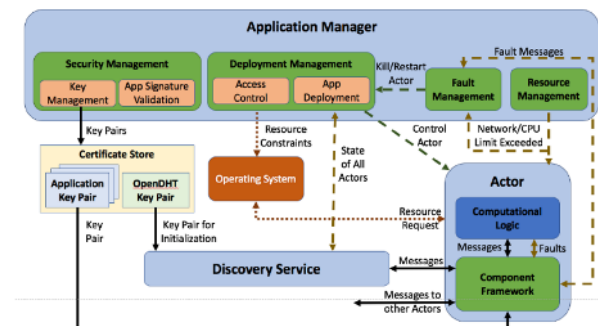 Application Manager
Security Management
Key
Management
App Signature
Validation
Deployment Management
Access
Control
App
Deployment
Kill/Restart
Actor
Fault Messages
Fault
Management
Resource
Management
Key Pairs
Resource
Constraints
State
of All
Actors
Control
Actor
Network/CPU
Limit Exceeded
Certificate Store
Application
Key Pair
OpenDHT
Key Pair
Operating System
Actor
Computational
Logic
Key
Pair
Key Pair for
Initialization
Resource
Request
Messages
Faults
Discovery Service
Messages
Component
Framework
Messages to
other Actors